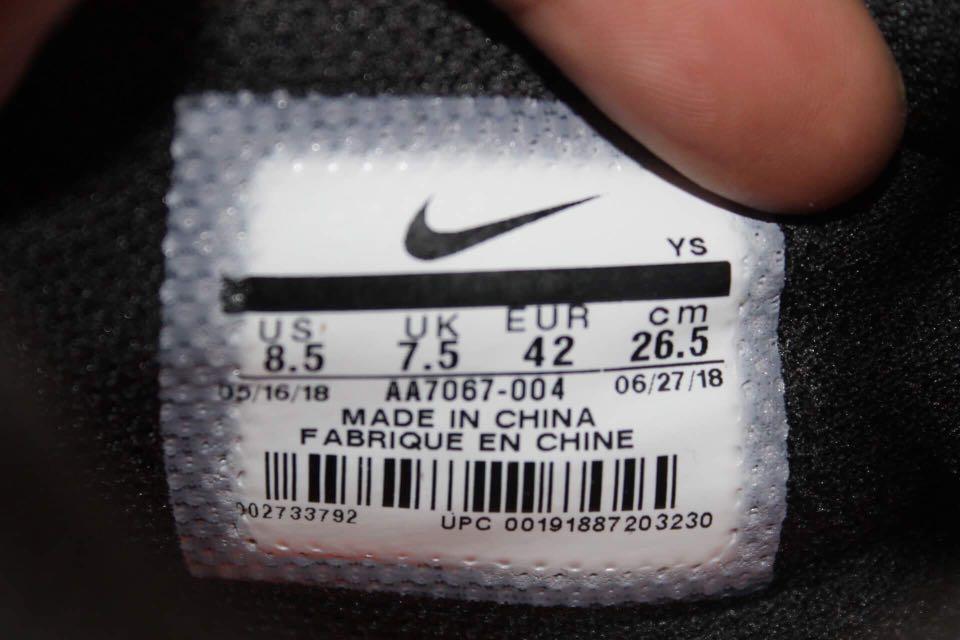 YS
US UK EUR cm
8.5 7.5 42 26.5
05/16/18 AA7067-004 06/27/18
MADE IN CHINA
FABRIQUE EN CHINE
002733792 UPC 00191887203230